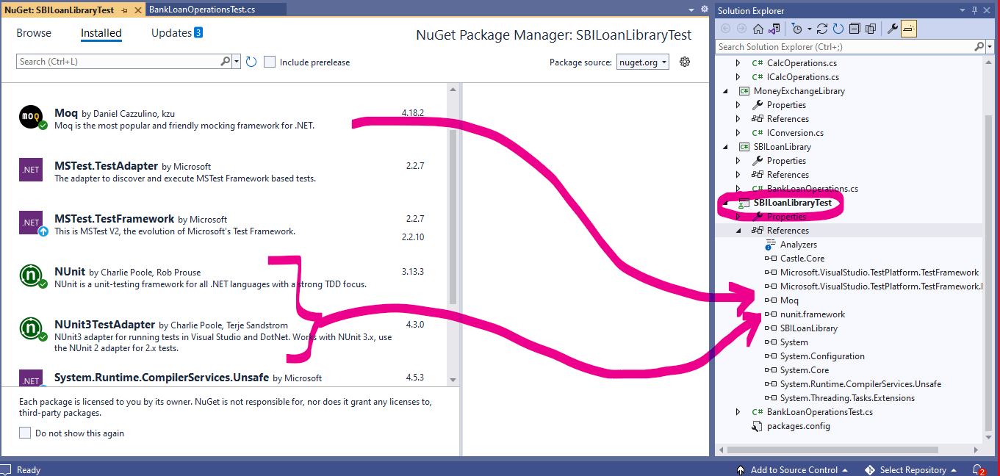 NuGet: SBILoanLibraryTest
BankLoanOperationsTest.cs
Browse
Installed
Updates 3
NuGet Package Manager: SBILoanLibraryTest
Search (Ctrl+L)
Include prerelease
Package source: nuget.org
moq
Moq by Daniel Cazzulino, kzu
4.18.2
Moq is the most popular and friendly mocking framework for .NET.
.NET
MSTest.TestAdapter by Microsoft
2.2.7
The adapter to discover and execute MSTest Framework based tests.
.NET
MSTest.TestFramework by Microsoft
2.2.7
This is MSTest V2, the evolution of Microsoft's Test Framework.
2.2.10
n
NUnit by Charlie Poole, Rob Prouse
3.13.3
NUnit is a unit-testing framework for all .NET languages with a strong TDD focus.
n
NUnit3TestAdapter by Charlie Poole, Terje Sandstrom
4.3.0
NUnit3 adapter for running tests in Visual Studio and DotNet. Works with NUnit 3.x, use
the NUnit 2 adapter for 2.x tests.
.NET
System.Runtime.CompilerServices.Unsafe by Microsoft
4.5.3
Each package is licensed to you by its owner. NuGet is not responsible for, nor does it grant any licenses to,
third-party packages.
Do not show this again
Solution Explorer
Search Solution Explorer (Ctrl+;)
C# CalcOperations.cs
C# ICalcOperations.cs
C# MoneyExchangeLibrary
Properties
References
C# IConversion.cs
C# SBILoanLibrary
Properties
References
C# BankLoanOperations.cs
SBILoanLibraryTest
Properties
References
Analyzers
Castle.Core
Microsoft.VisualStudio.TestPlatform.TestFramework
Microsoft.VisualStudio.TestPlatform.TestFramework.
Moq
nunit.framework
SBILoanLibrary
System
System.Configuration
System.Core
System.Runtime.CompilerServices.Unsafe
System.Threading.Tasks.Extensions
C# BankLoanOperationsTest.cs
packages.config
Ready
Add to Source Control
Select Repository
2